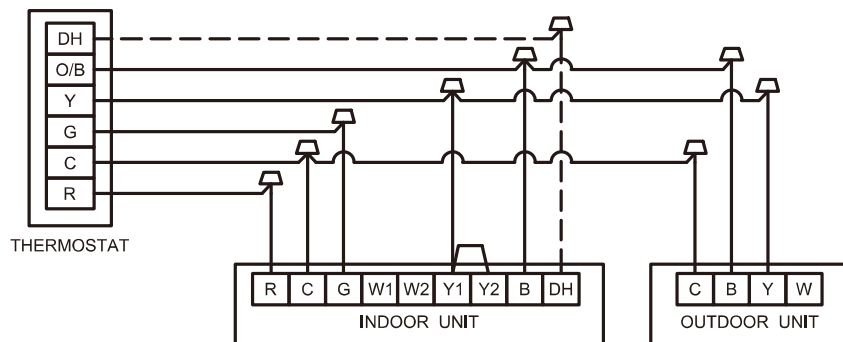 DH
O/B
Y
G
C
R
THERMOSTAT
R C G W1 W2 Y1 Y2 B DH
INDOOR UNIT
C B Y W
OUTDOOR UNIT